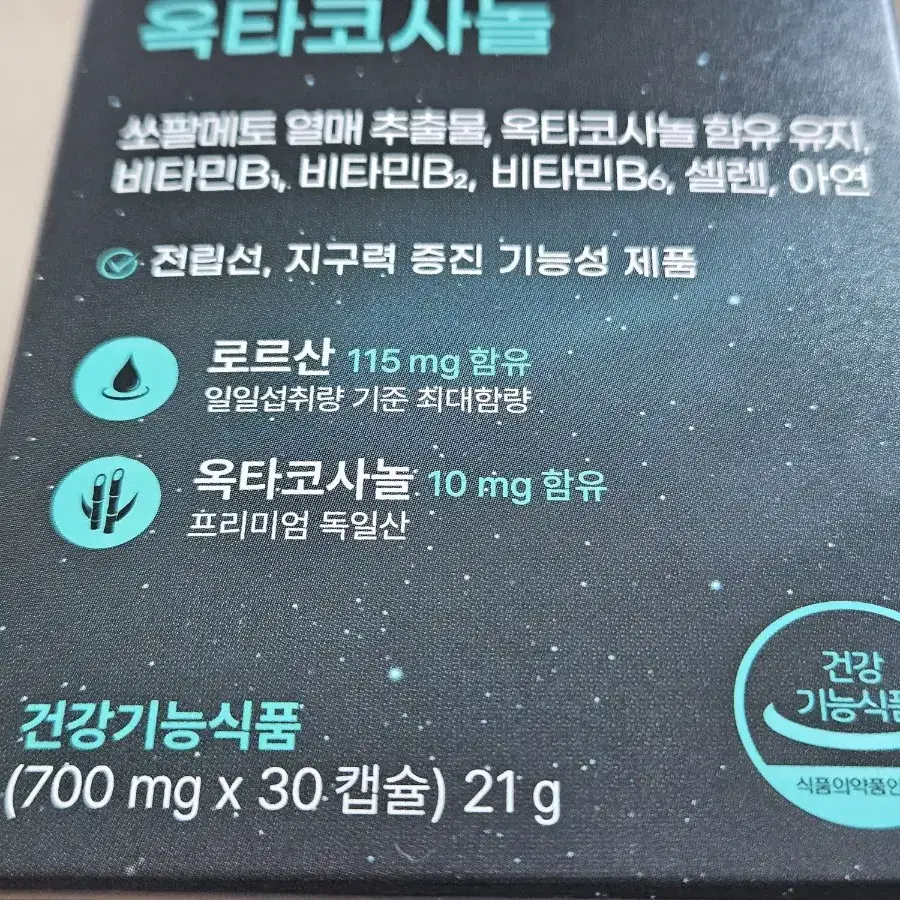 옥타코사놀
쏘팔메토 열매 추출물, 옥타코사놀 함유 유지,
비타민B₁, 비타민B₂, 비타민B₆, 셀렌, 아연
전립선, 지구력 증진 기능성 제품
로르산 115 mg 함유
일일섭취량 기준 최대함량
옥타코사놀 10 mg 함유
프리미엄 독일산
건강
기능식품
식품의약품안
건강기능식품
(700 mg x 30 캡슐) 21 g